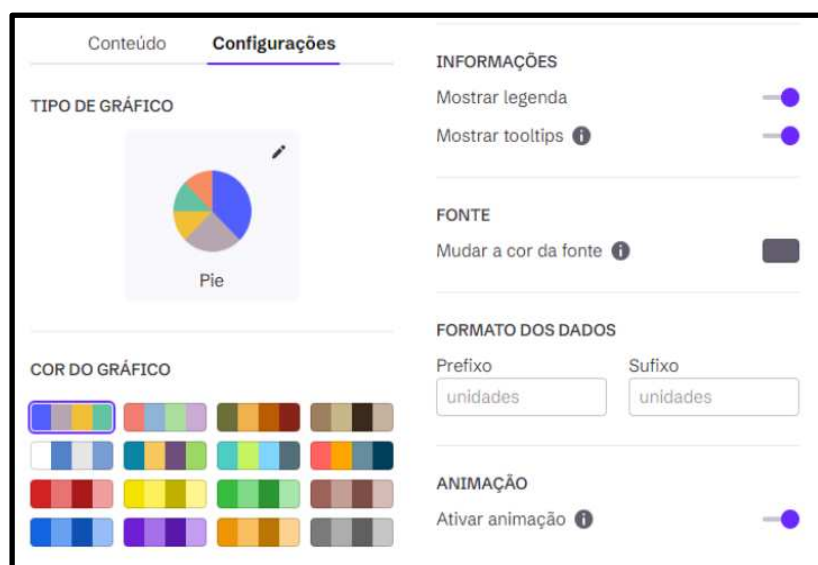 Conteúdo
Configurações
TIPO DE GRÁFICO
Pie
COR DO GRÁFICO
INFORMAÇÕES
Mostrar legenda
Mostrar tooltips i
FONTE
Mudar a cor da fonte i
FORMATO DOS DADOS
Prefixo
Sufixo
unidades
unidades
ANIMAÇÃO
Ativar animação i